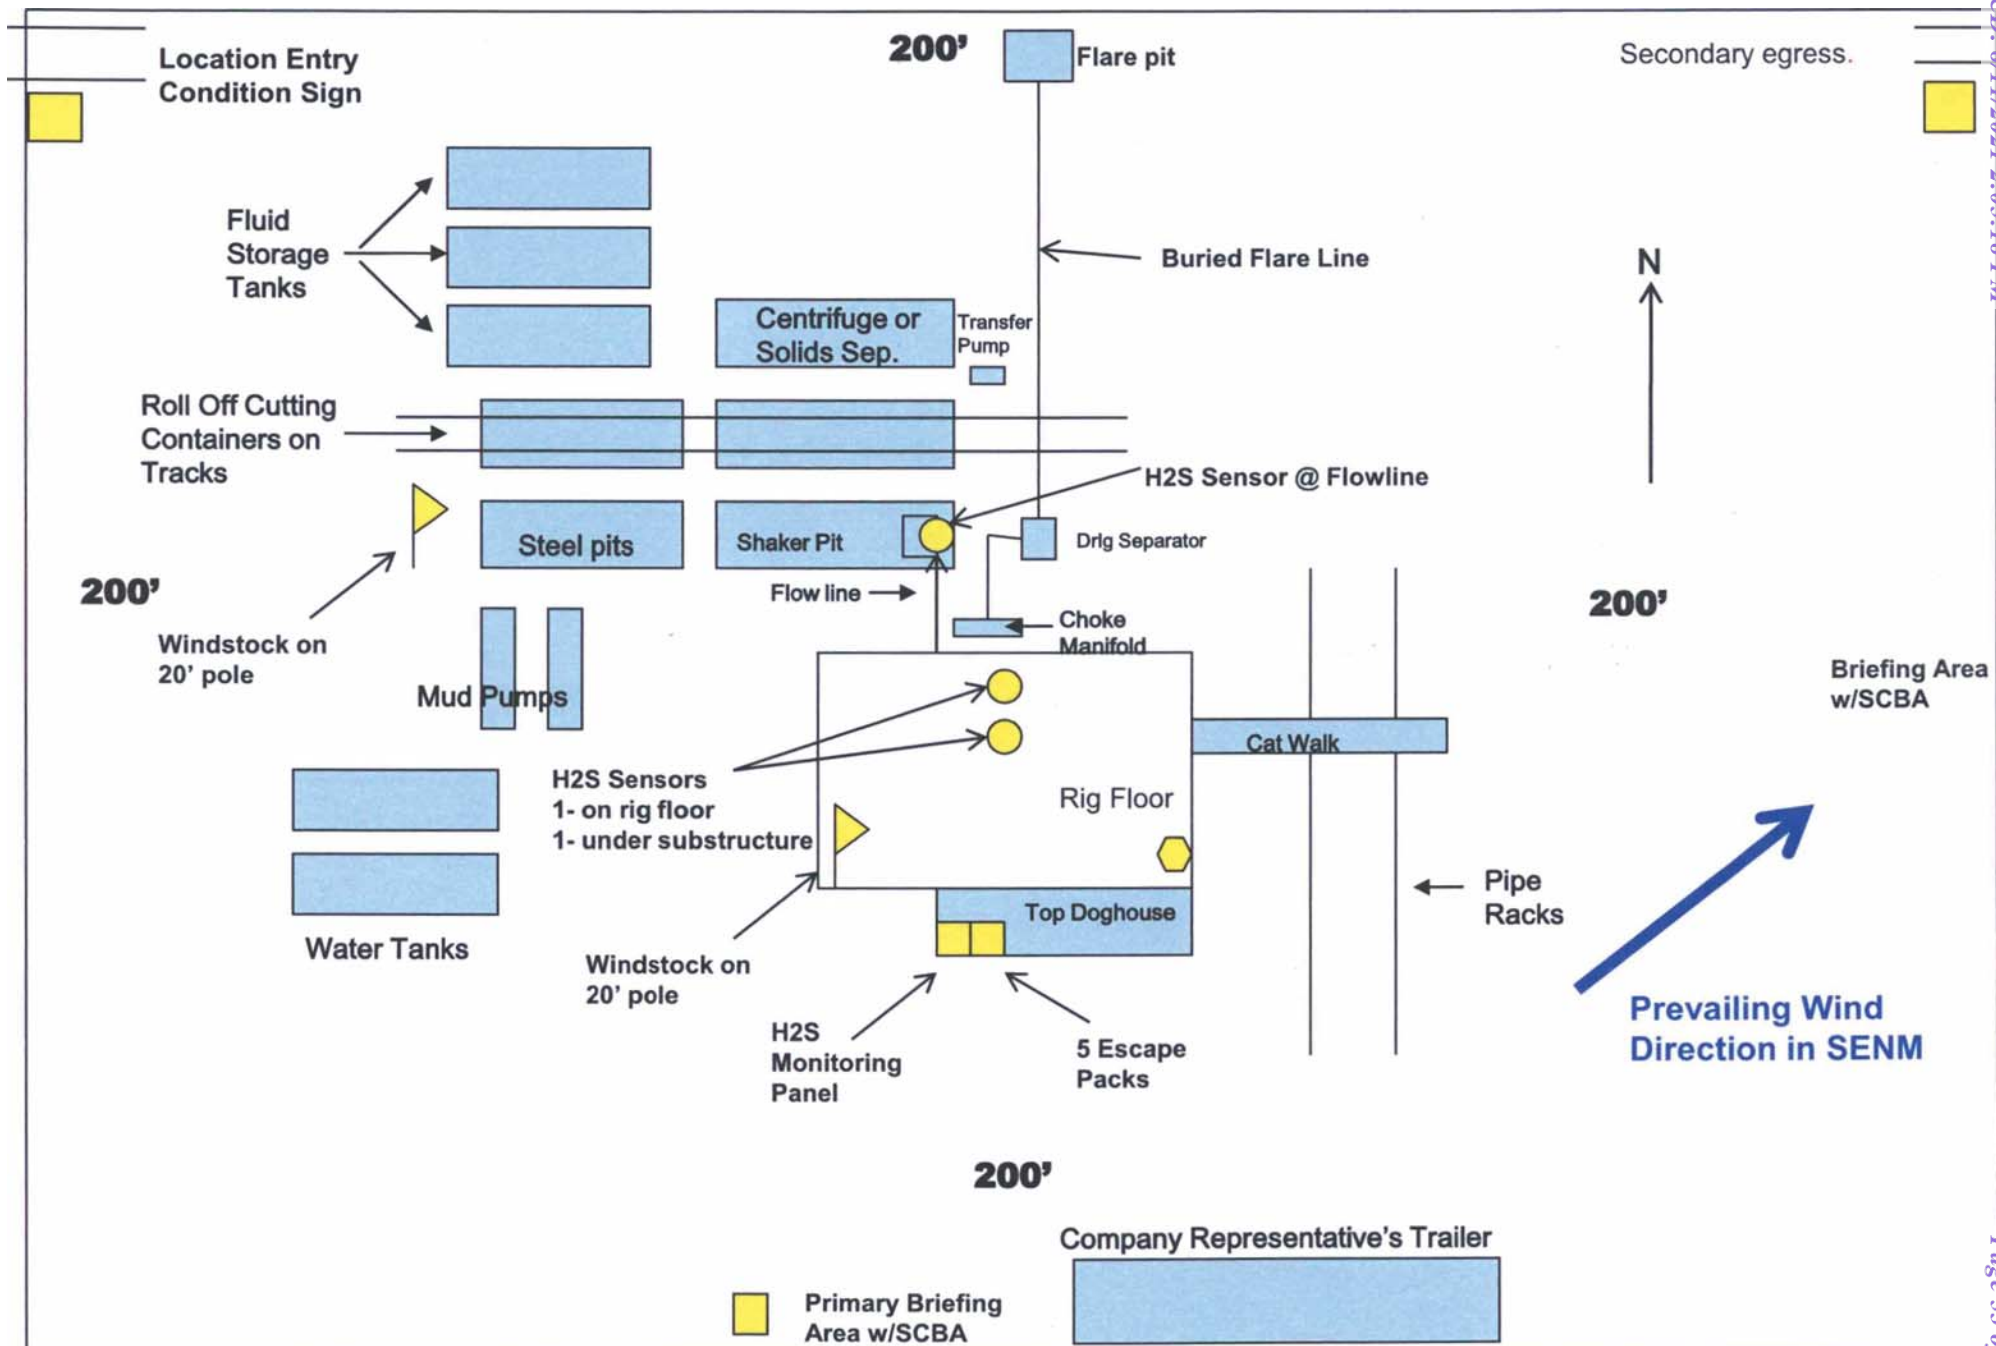 Location Entry
Condition Sign
200'
Flare pit
Secondary egress.
Fluid
Storage
Tanks
Buried Flare Line
N
Centrifuge or
Solids Sep.
Transfer
Pump
Roll Off Cutting
Containers on
Tracks
H2S Sensor @ Flowline
Steel pits
Shaker Pit
Drlg Separator
200'
Flow line
200'
Windstock on
20' pole
Choke
Manifold
Mud Pumps
Briefing Area
w/SCBA
Cat Walk
H2S Sensors
1- on rig floor
1- under substructure
Rig Floor
Water Tanks
Top Doghouse
Pipe
Racks
Windstock on
20' pole
H2S
Monitoring
Panel
5 Escape
Packs
Prevailing Wind
Direction in SENM
200'
Company Representative's Trailer
Primary Briefing
Area w/SCBA